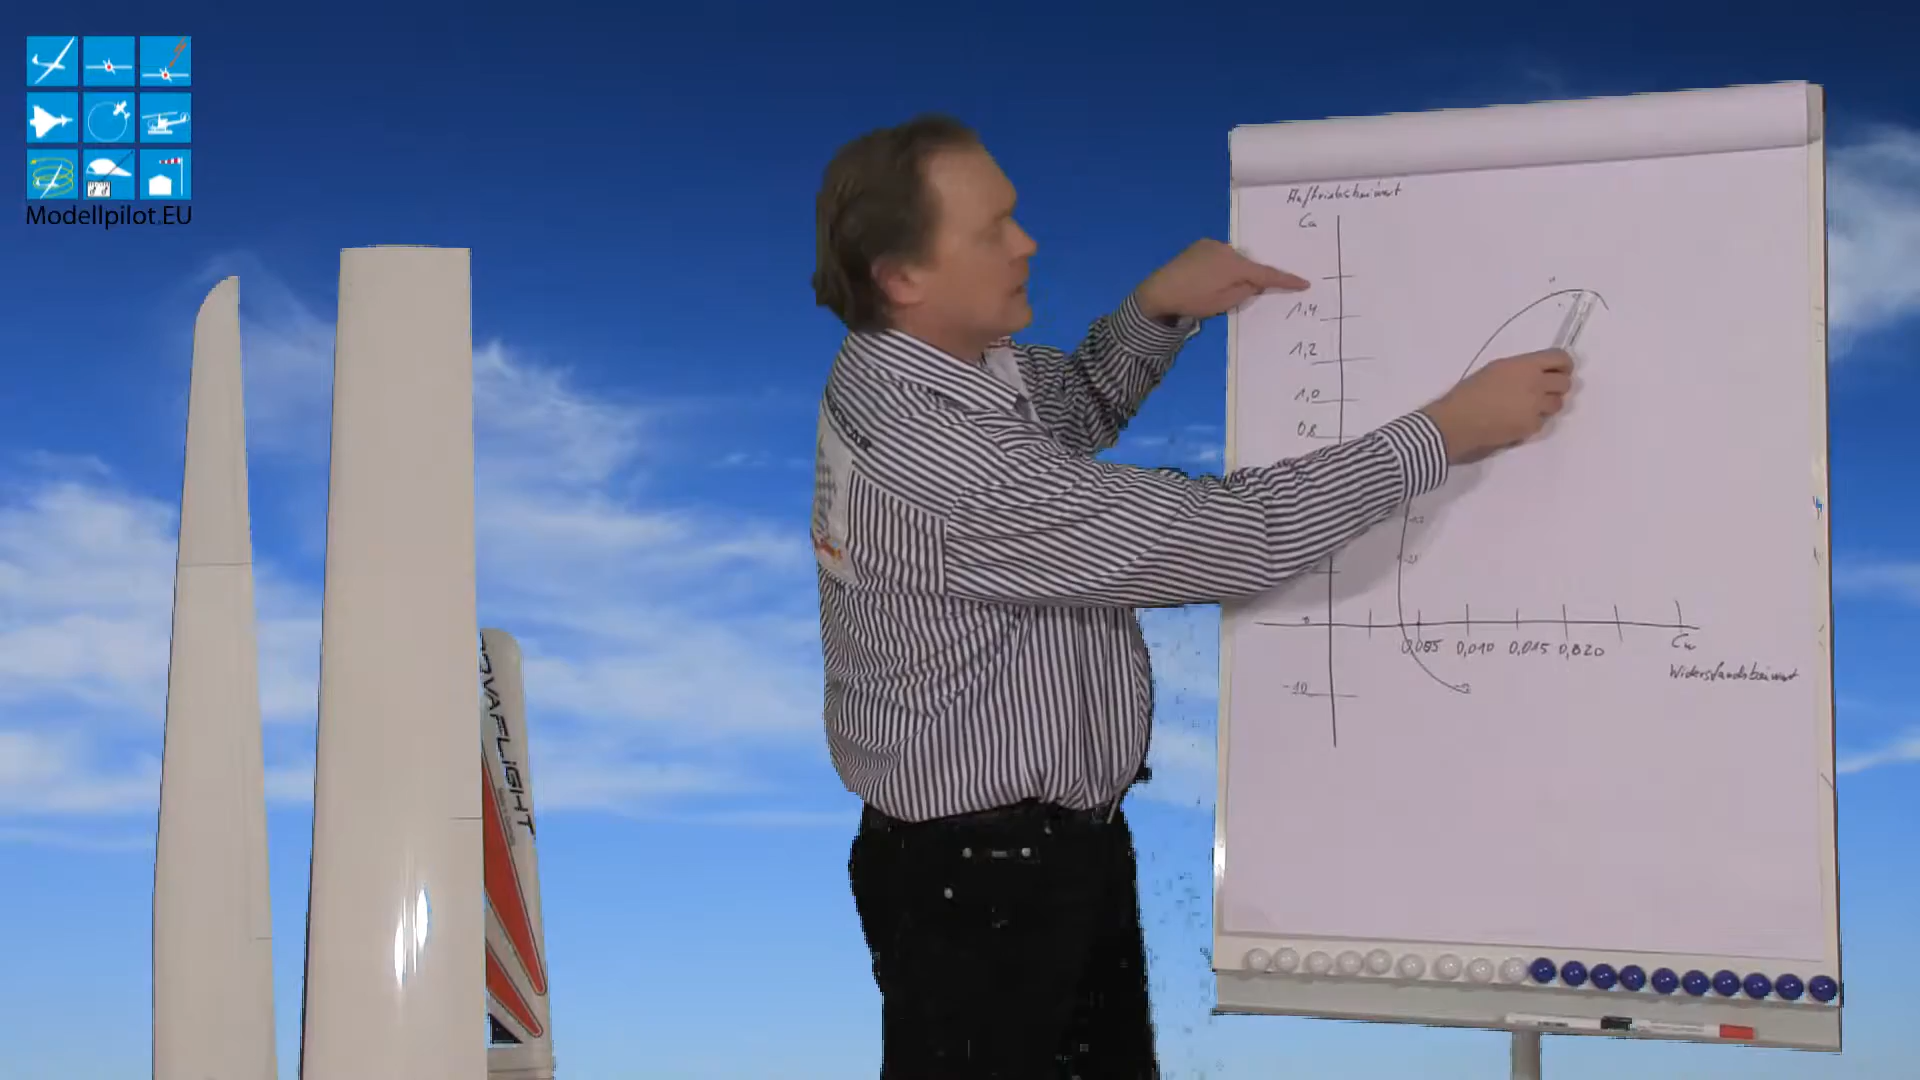 Modellpilot.EU
Auftriebsbeiwert
Ca
1,4
1,2
1,0
0,8
0
0,005 0,010 0,015 0,020
Cw
Widerstandsbeiwert
-10
NOVAFLIGHT